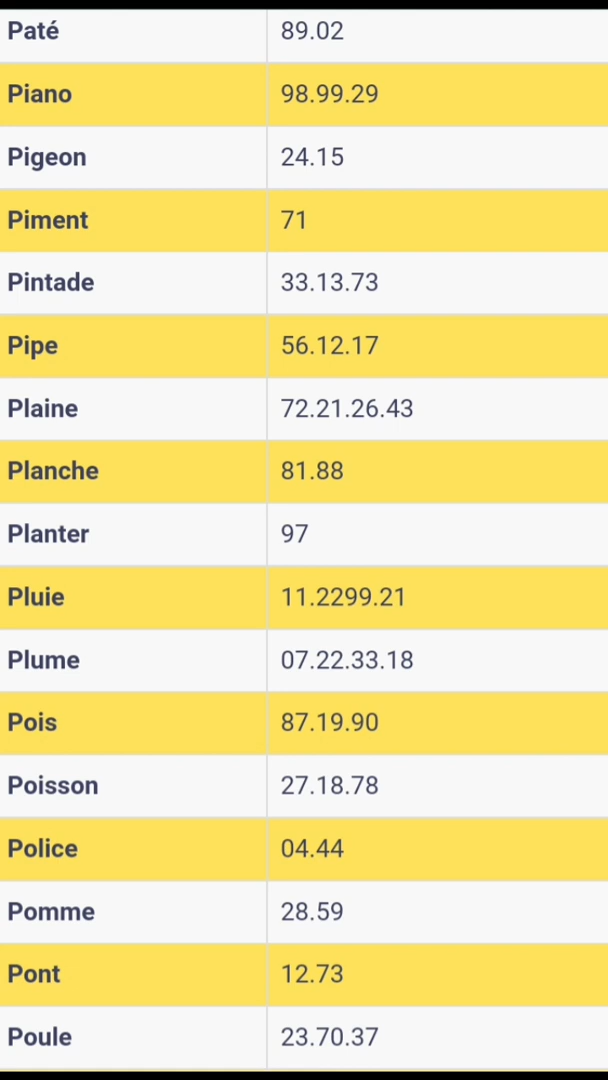 Paté 89.02
Piano 98.99.29
Pigeon 24.15
Piment 71
Pintade 33.13.73
Pipe 56.12.17
Plaine 72.21.26.43
Planche 81.88
Planter 97
Pluie 11.2299.21
Plume 07.22.33.18
Pois 87.19.90
Poisson 27.18.78
Police 04.44
Pomme 28.59
Pont 12.73
Poule 23.70.37